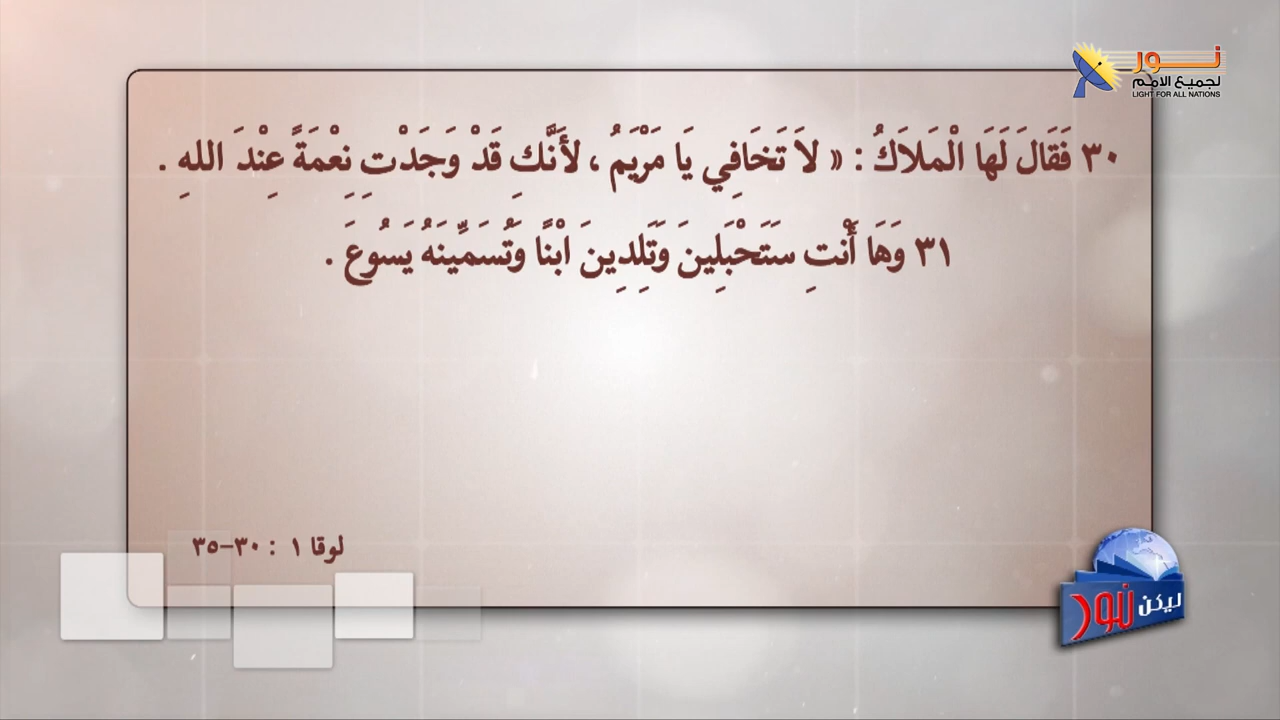 نور
لجميع الامم
LIGHT FOR ALL NATIONS
٣٠ فَقَالَ لَهَا الْمَلاَكُ : « لاَ تَخَافِي يَا مَرْيَمُ ، لأَنَّكِ قَدْ وَجَدْتِ نِعْمَةً عِنْدَ اللهِ .
٣١ وَهَا أَنْتِ سَتَحْبَلِينَ وَتَلِدِينَ ابْنًا وَتُسَمِّينَهُ يَسُوعَ .
لوقا ١ : ٣٠-٣٥
ليكن نور